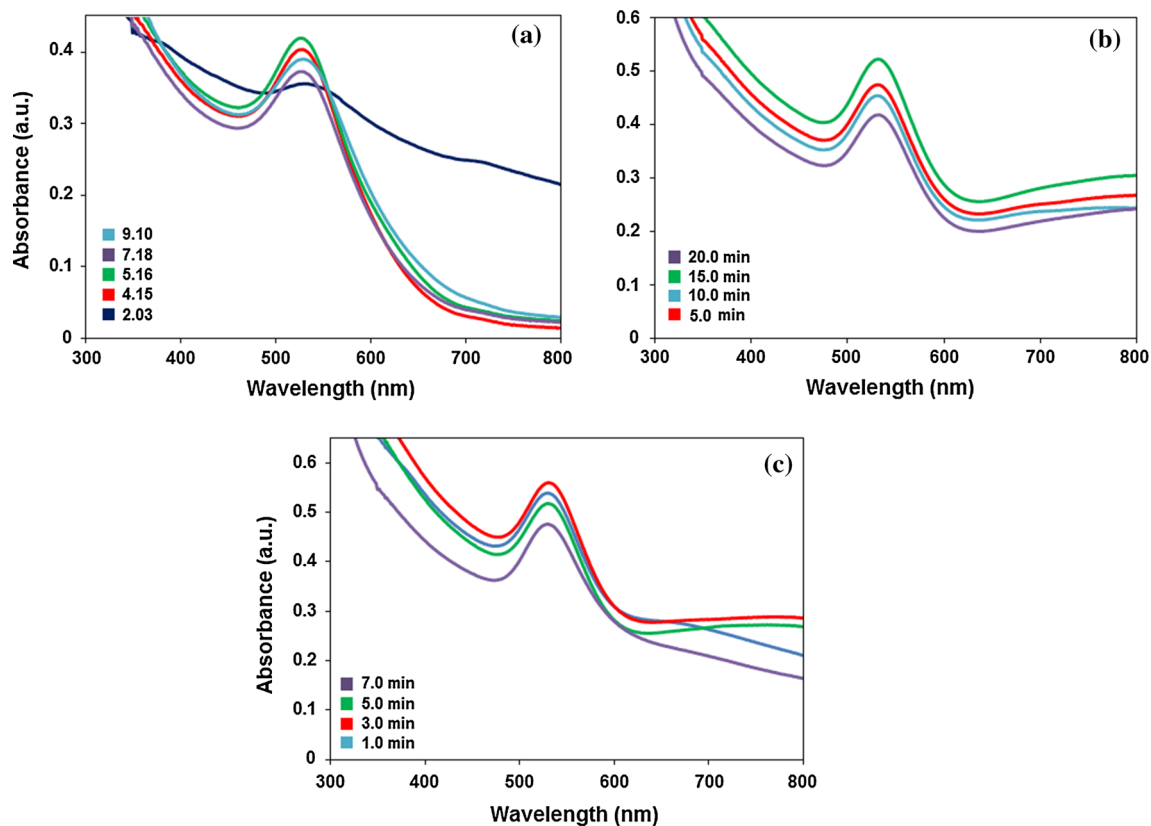 (a)
Absorbance (a.u.)
0.4
0.3
0.2
0.1
0
9.10
7.18
5.16
4.15
2.03
300 400 500 600 700 800
Wavelength (nm)
(b)
Absorbance (a.u.)
0.6
0.5
0.4
0.3
0.2
0.1
0
20.0 min
15.0 min
10.0 min
5.0 min
300 400 500 600 700 800
Wavelength (nm)
(c)
Absorbance (a.u.)
0.6
0.5
0.4
0.3
0.2
0.1
0
7.0 min
5.0 min
3.0 min
1.0 min
300 400 500 600 700 800
Wavelength (nm)